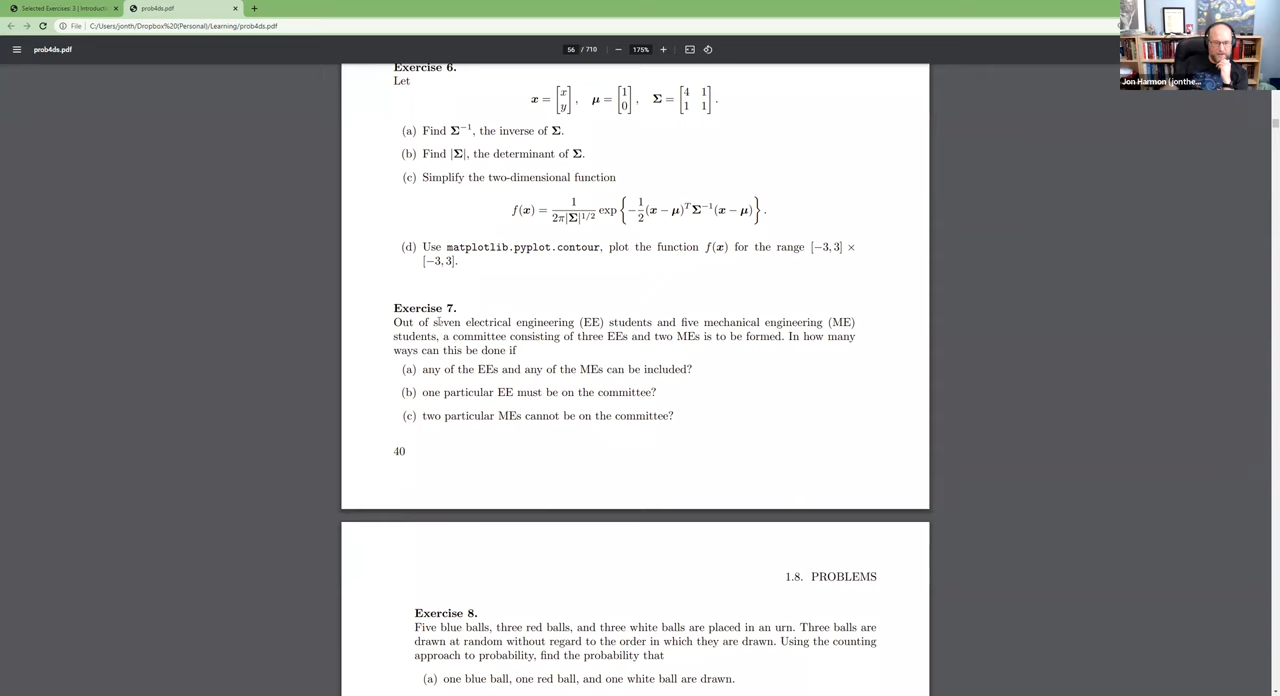 Selected Exercises: 3 | Introducti
prob4ds.pdf
File | C:/Users/jonth/Dropbox%20(Personal)/Learning/prob4ds.pdf
prob4ds.pdf
56 / 710
175%
Jon Harmon (jonthe...
Exercise 6.
Let
x = [x y], μ = [1 0], Σ = [4 1 1 1].
(a) Find Σ⁻¹, the inverse of Σ.
(b) Find |Σ|, the determinant of Σ.
(c) Simplify the two-dimensional function
f(x) = 1 / 2π|Σ|^1/2 exp { −1/2 (x − μ)^T Σ⁻¹(x − μ) }.
(d) Use matplotlib.pyplot.contour, plot the function f(x) for the range [−3, 3] ×
[−3, 3].
Exercise 7.
Out of seven electrical engineering (EE) students and five mechanical engineering (ME)
students, a committee consisting of three EEs and two MEs is to be formed. In how many
ways can this be done if
(a) any of the EEs and any of the MEs can be included?
(b) one particular EE must be on the committee?
(c) two particular MEs cannot be on the committee?
40
1.8. PROBLEMS
Exercise 8.
Five blue balls, three red balls, and three white balls are placed in an urn. Three balls are
drawn at random without regard to the order in which they are drawn. Using the counting
approach to probability, find the probability that
(a) one blue ball, one red ball, and one white ball are drawn.